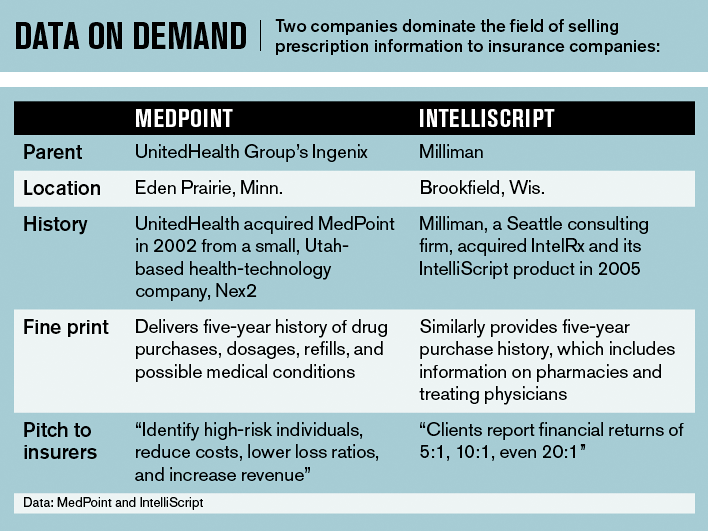 DATA ON DEMAND
Two companies dominate the field of selling
prescription information to insurance companies:
MEDPOINT
INTELLISCRIPT
Parent
UnitedHealth Group's Ingenix
Milliman
Location
Eden Prairie, Minn.
Brookfield, Wis.
History
UnitedHealth acquired MedPoint
in 2002 from a small, Utah-
based health-technology
company, Nex2
Milliman, a Seattle consulting
firm, acquired IntelRx and its
IntelliScript product in 2005
Fine print
Delivers five-year history of drug
purchases, dosages, refills, and
possible medical conditions
Similarly provides five-year
purchase history, which includes
information on pharmacies and
treating physicians
Pitch to
insurers
“Identify high-risk individuals,
reduce costs, lower loss ratios,
and increase revenue”
“Clients report financial returns of
5:1, 10:1, even 20:1”
Data: MedPoint and IntelliScript